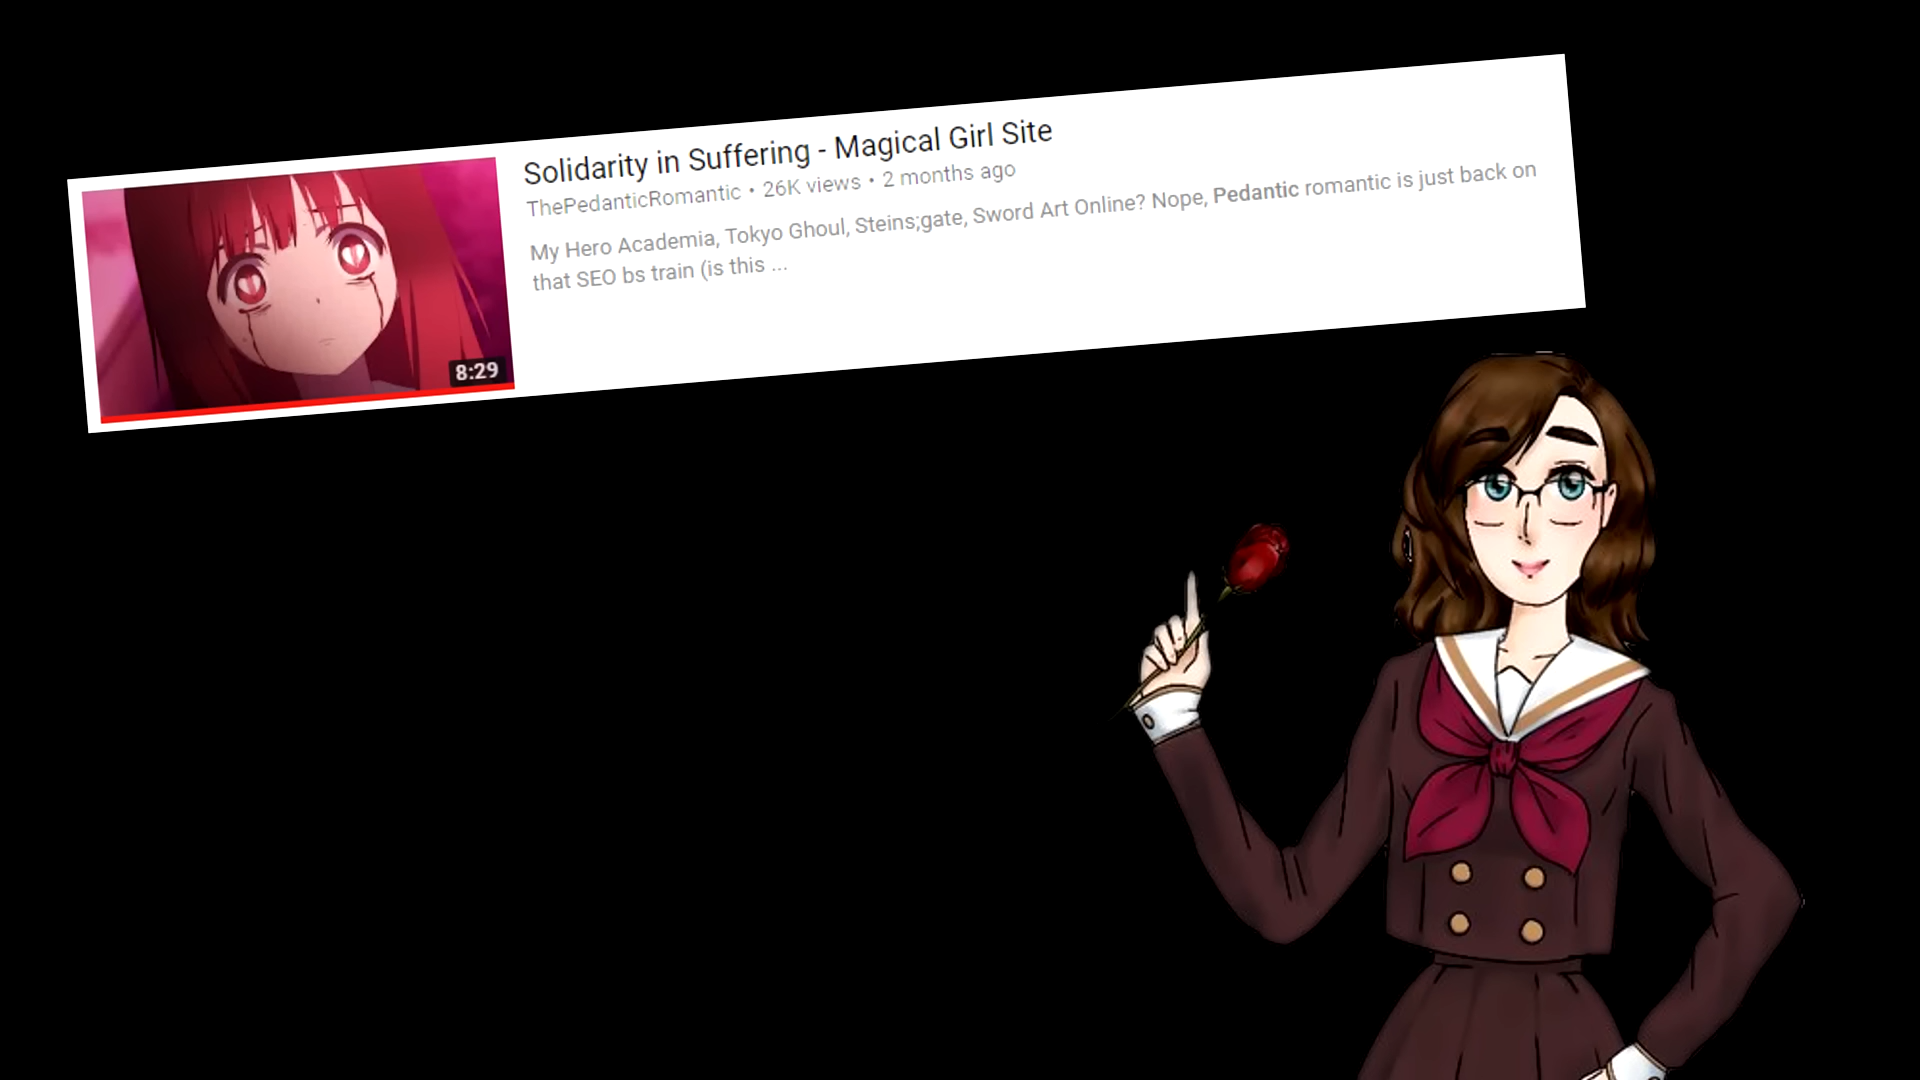 Solidarity in Suffering - Magical Girl Site
ThePedanticRomantic • 26K views • 2 months ago
My Hero Academia, Tokyo Ghoul, Steins;gate, Sword Art Online? Nope, Pedantic romantic is just back on
that SEO bs train (is this ...
8:29